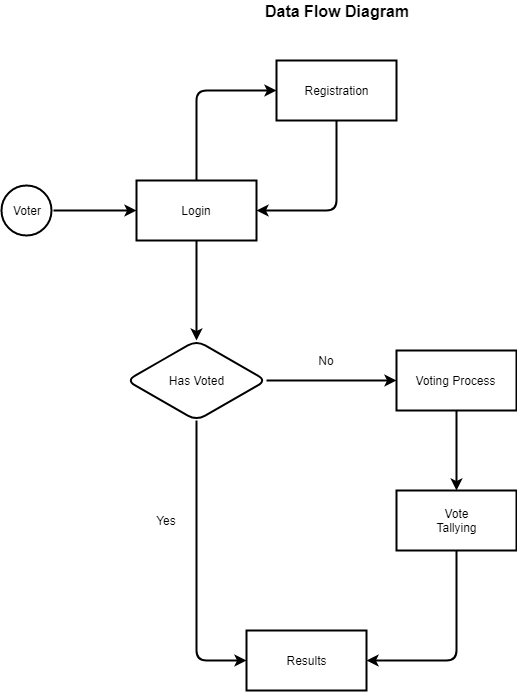 Data Flow Diagram
Registration
Voter
Login
Has Voted
No
Voting Process
Yes
Vote
Tallying
Results